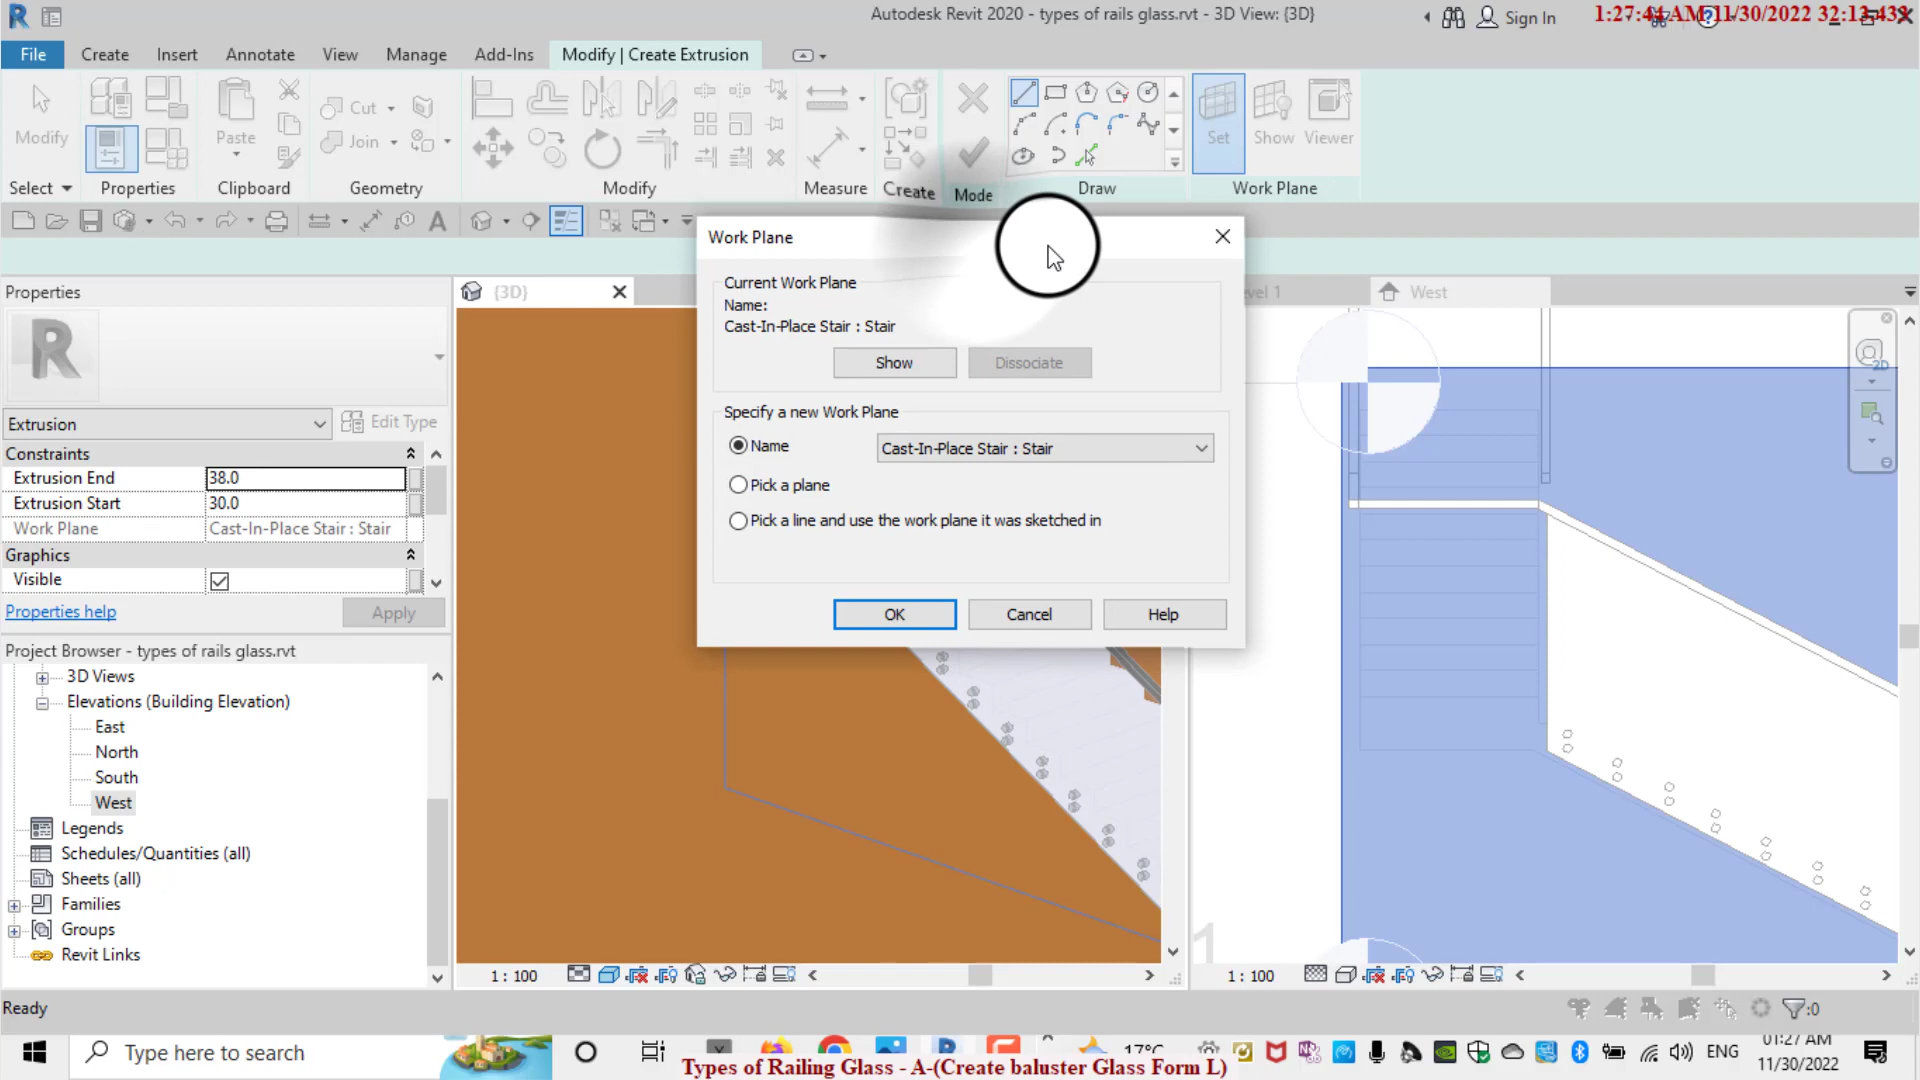 Autodesk Revit 2020 - types of rails glass.rvt - 3D View: {3D}
Sign In
File
Create
Insert
Annotate
View
Manage
Add-Ins
Modify | Create Extrusion
Modify
Paste
Cut
Join
Set
Show
Viewer
Select
Properties
Clipboard
Geometry
Modify
Measure
Create
Mode
Draw
Work Plane
Properties
{3D}
West
Extrusion
Edit Type
Constraints
Extrusion End 38.0
Extrusion Start 30.0
Work Plane Cast-In-Place Stair : Stair
Graphics
Visible
Properties help
Apply
Project Browser - types of rails glass.rvt
3D Views
Elevations (Building Elevation)
East
North
South
West
Legends
Schedules/Quantities (all)
Sheets (all)
Families
Groups
Revit Links
Work Plane
Current Work Plane
Name:
Cast-In-Place Stair : Stair
Show
Dissociate
Specify a new Work Plane
Name
Cast-In-Place Stair : Stair
Pick a plane
Pick a line and use the work plane it was sketched in
OK
Cancel
Help
1 : 100
1 : 100
Ready
:0
Type here to search
17°C
ENG
01:27 AM
11/30/2022
Types of Railing Glass - A-(Create baluster Glass Form L)